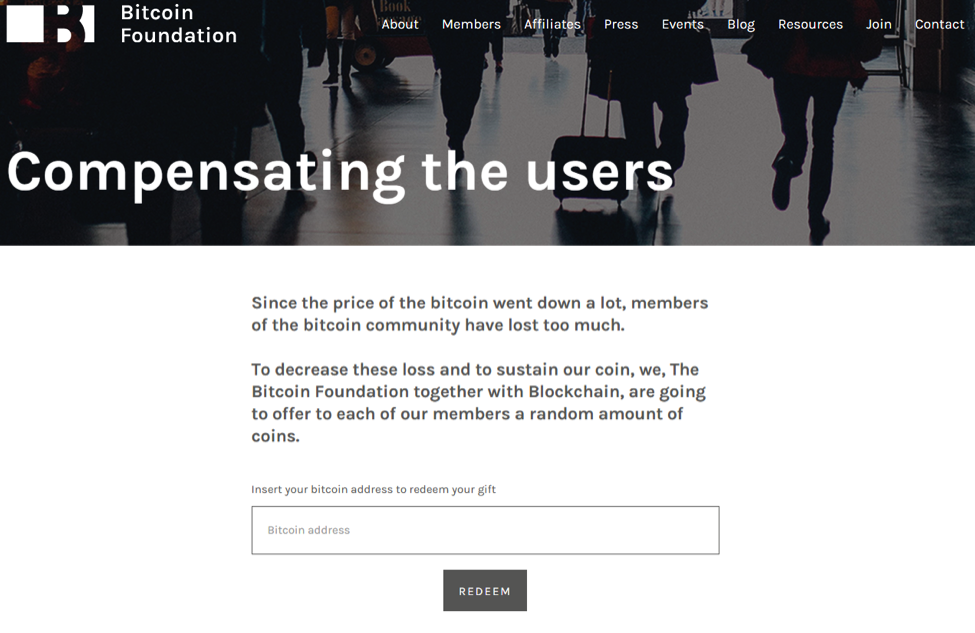 Bitcoin
Foundation
Book
About Members Affiliates Press Events Blog Resources Join Contact
Compensating the users
Since the price of the bitcoin went down a lot, members
of the bitcoin community have lost too much.
To decrease these loss and to sustain our coin, we, The
Bitcoin Foundation together with Blockchain, are going
to offer to each of our members a random amount of
coins.
Insert your bitcoin address to redeem your gift
Bitcoin address
REDEEM